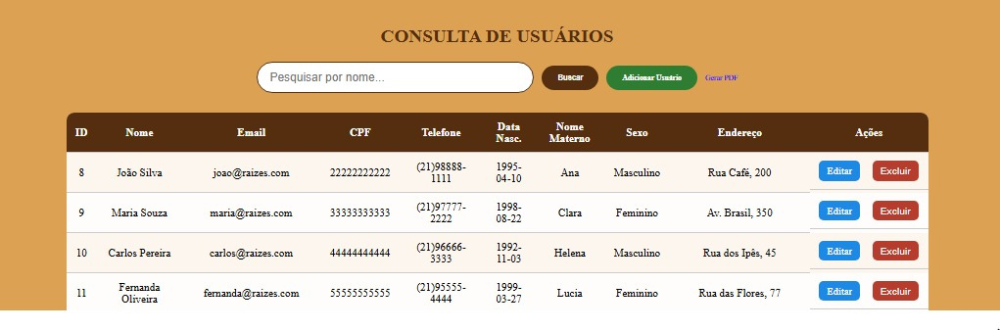 CONSULTA DE USUÁRIOS
Pesquisar por nome... Buscar Adicionar Usuário Gerar PDF
ID Nome Email CPF Telefone Data Nasc. Nome Materno Sexo Endereço Ações
8 João Silva joao@raizes.com 22222222222 (21)98888-1111 1995-04-10 Ana Masculino Rua Café, 200 Editar Excluir
9 Maria Souza maria@raizes.com 33333333333 (21)97777-2222 1998-08-22 Clara Feminino Av. Brasil, 350 Editar Excluir
10 Carlos Pereira carlos@raizes.com 44444444444 (21)96666-3333 1992-11-03 Helena Masculino Rua dos Ipês, 45 Editar Excluir
11 Fernanda Oliveira fernanda@raizes.com 55555555555 (21)95555-4444 1999-03-27 Lucia Feminino Rua das Flores, 77 Editar Excluir